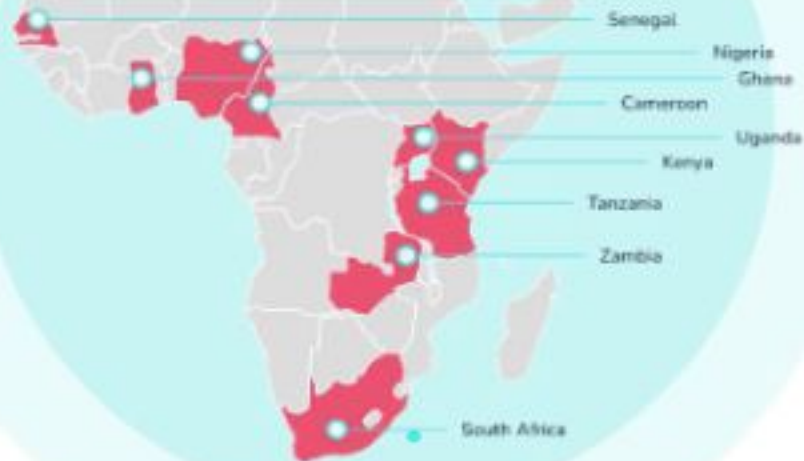 Senegal
Nigeria
Ghana
Cameroon
Uganda
Kenya
Tanzania
Zambia
South Africa